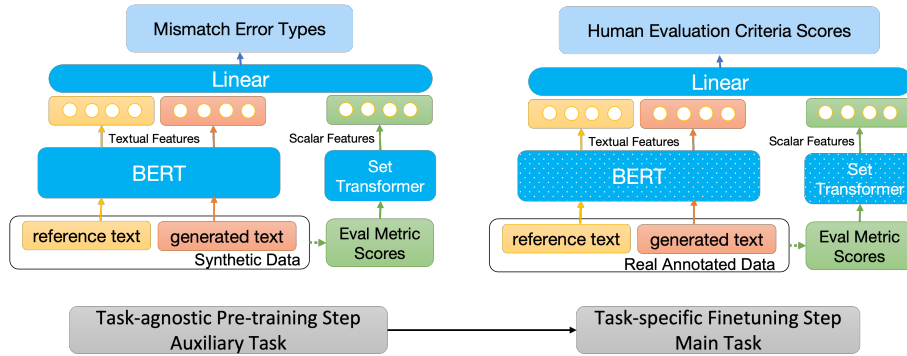 Mismatch Error Types
Linear
Textual Features
Scalar Features
BERT
Set
Transformer
reference text
generated text
Synthetic Data
Eval Metric
Scores
Task-agnostic Pre-training Step
Auxiliary Task
Human Evaluation Criteria Scores
Linear
Textual Features
Scalar Features
BERT
Set
Transformer
reference text
generated text
Real Annotated Data
Eval Metric
Scores
Task-specific Finetuning Step
Main Task